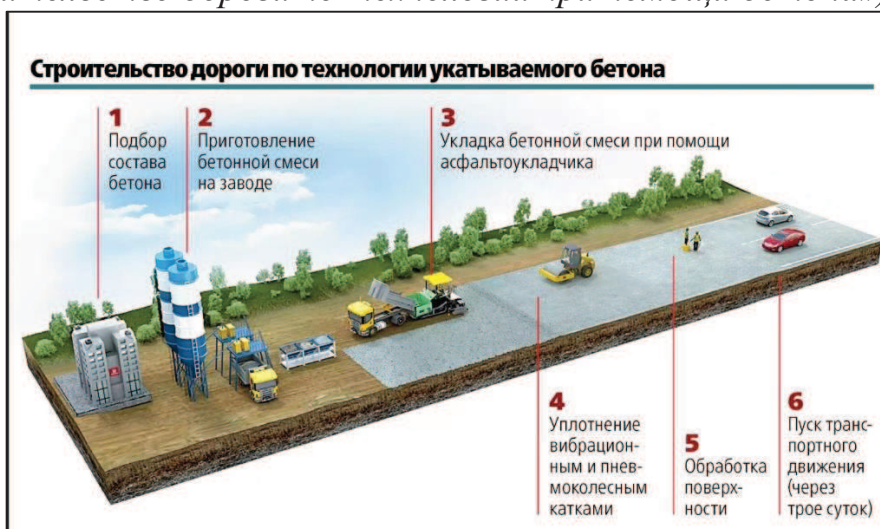 Строительство дороги по технологии укатываемого бетона
1
Подбор
состава
бетона
2
Приготовление
бетонной смеси
на заводе
3
Укладка бетонной смеси при помощи
асфальтоукладчика
4
Уплотнение
вибрацион-
ным и пнев-
моколесным
катками
5
Обработка
поверх-
ности
6
Пуск транс-
портного
движения
(через
трое суток)